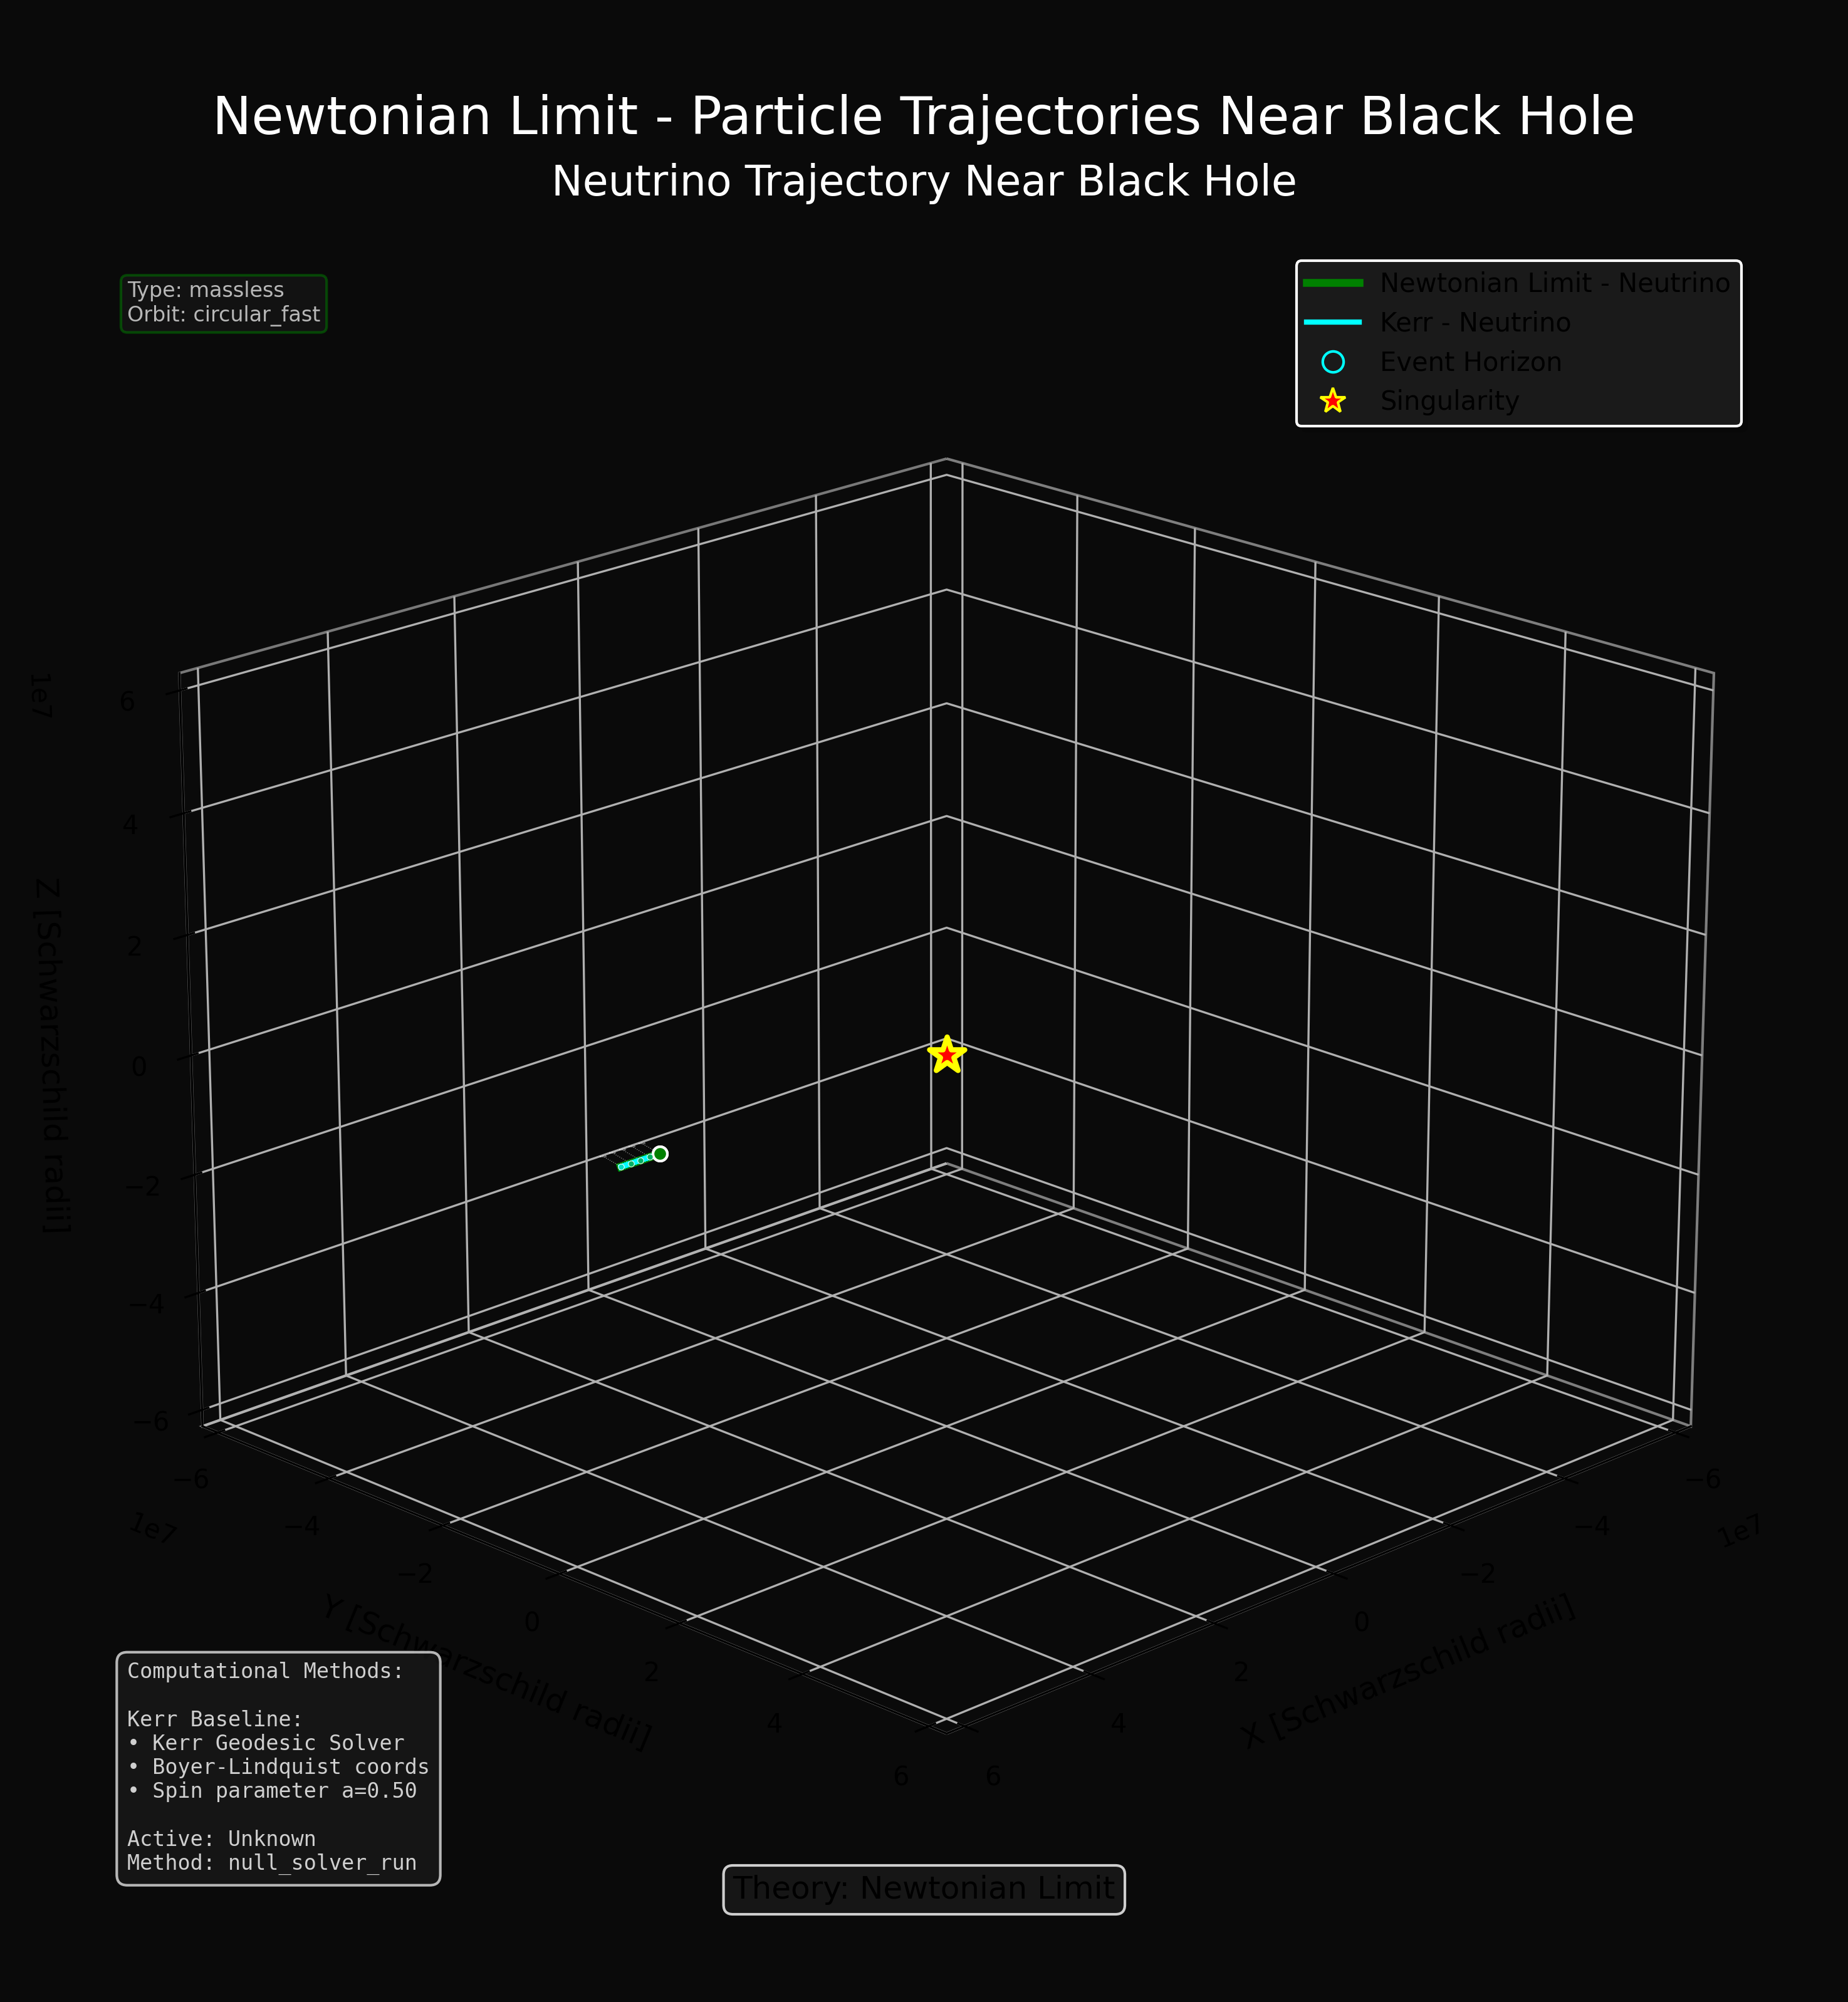 Newtonian Limit - Particle Trajectories Near Black Hole
Neutrino Trajectory Near Black Hole
Type: massless
Orbit: circular_fast
Newtonian Limit - Neutrino
Kerr - Neutrino
Event Horizon
Singularity
1e7
6
4
2
0
−2
−4
−6
Z [Schwarzschild radii]
−6
−4
−2
0
2
4
6
1e7
Y [Schwarzschild radii]
6
4
2
0
−2
−4
−6
1e7
X [Schwarzschild radii]
Computational Methods:
Kerr Baseline:
• Kerr Geodesic Solver
• Boyer-Lindquist coords
• Spin parameter a=0.50
Active: Unknown
Method: null_solver_run
Theory: Newtonian Limit